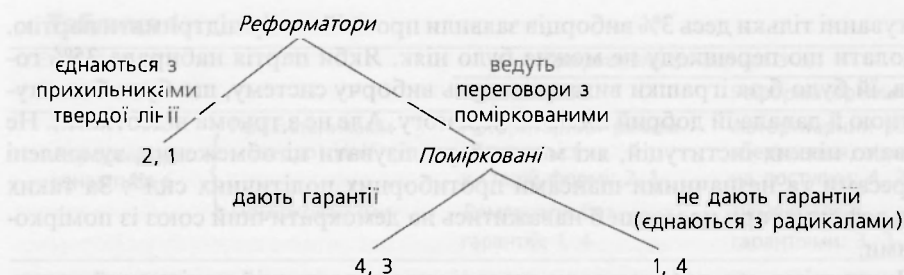 Реформатори
єднаються з
прихильниками
твердої лінії
ведуть
переговори з
поміркованими
2, 1
Помірковані
дають гарантії
не дають гарантій
(єднаються з радикалами)
4, 3
1, 4